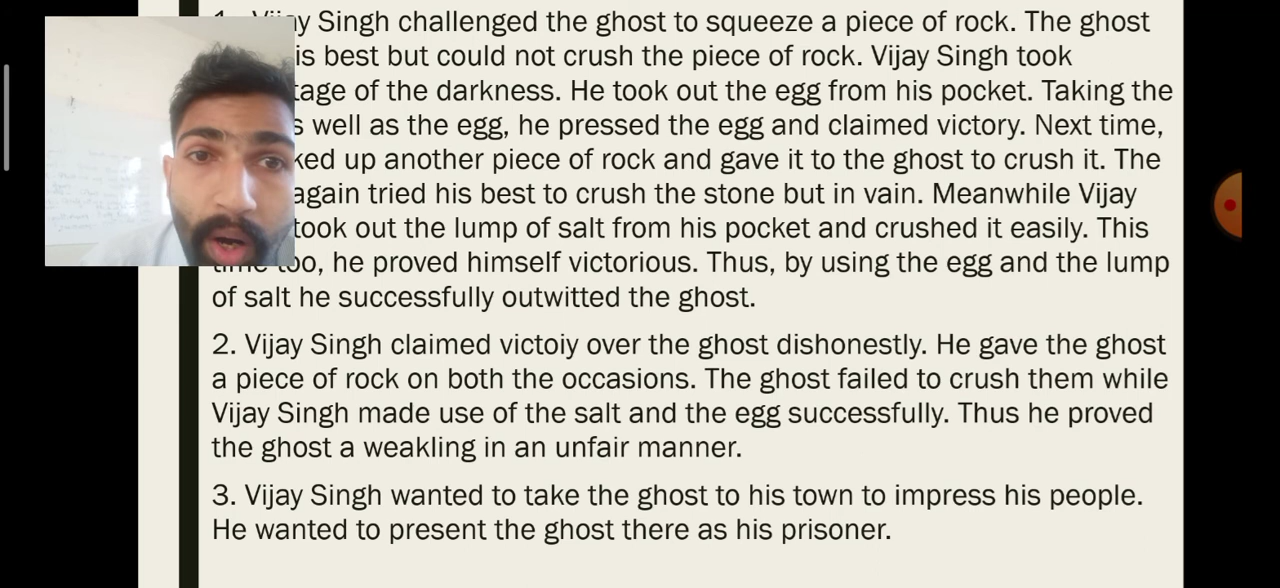 Singh challenged the ghost to squeeze a piece of rock. The ghost
is best but could not crush the piece of rock. Vijay Singh took
of the darkness. He took out the egg from his pocket. Taking the
well as the egg, he pressed the egg and claimed victory. Next time,
up another piece of rock and gave it to the ghost to crush it. The
again tried his best to crush the stone but in vain. Meanwhile Vijay
took out the lump of salt from his pocket and crushed it easily. This
too, he proved himself victorious. Thus, by using the egg and the lump
of salt he successfully outwitted the ghost.
2. Vijay Singh claimed victoiy over the ghost dishonestly. He gave the ghost
a piece of rock on both the occasions. The ghost failed to crush them while
Vijay Singh made use of the salt and the egg successfully. Thus he proved
the ghost a weakling in an unfair manner.
3. Vijay Singh wanted to take the ghost to his town to impress his people.
He wanted to present the ghost there as his prisoner.